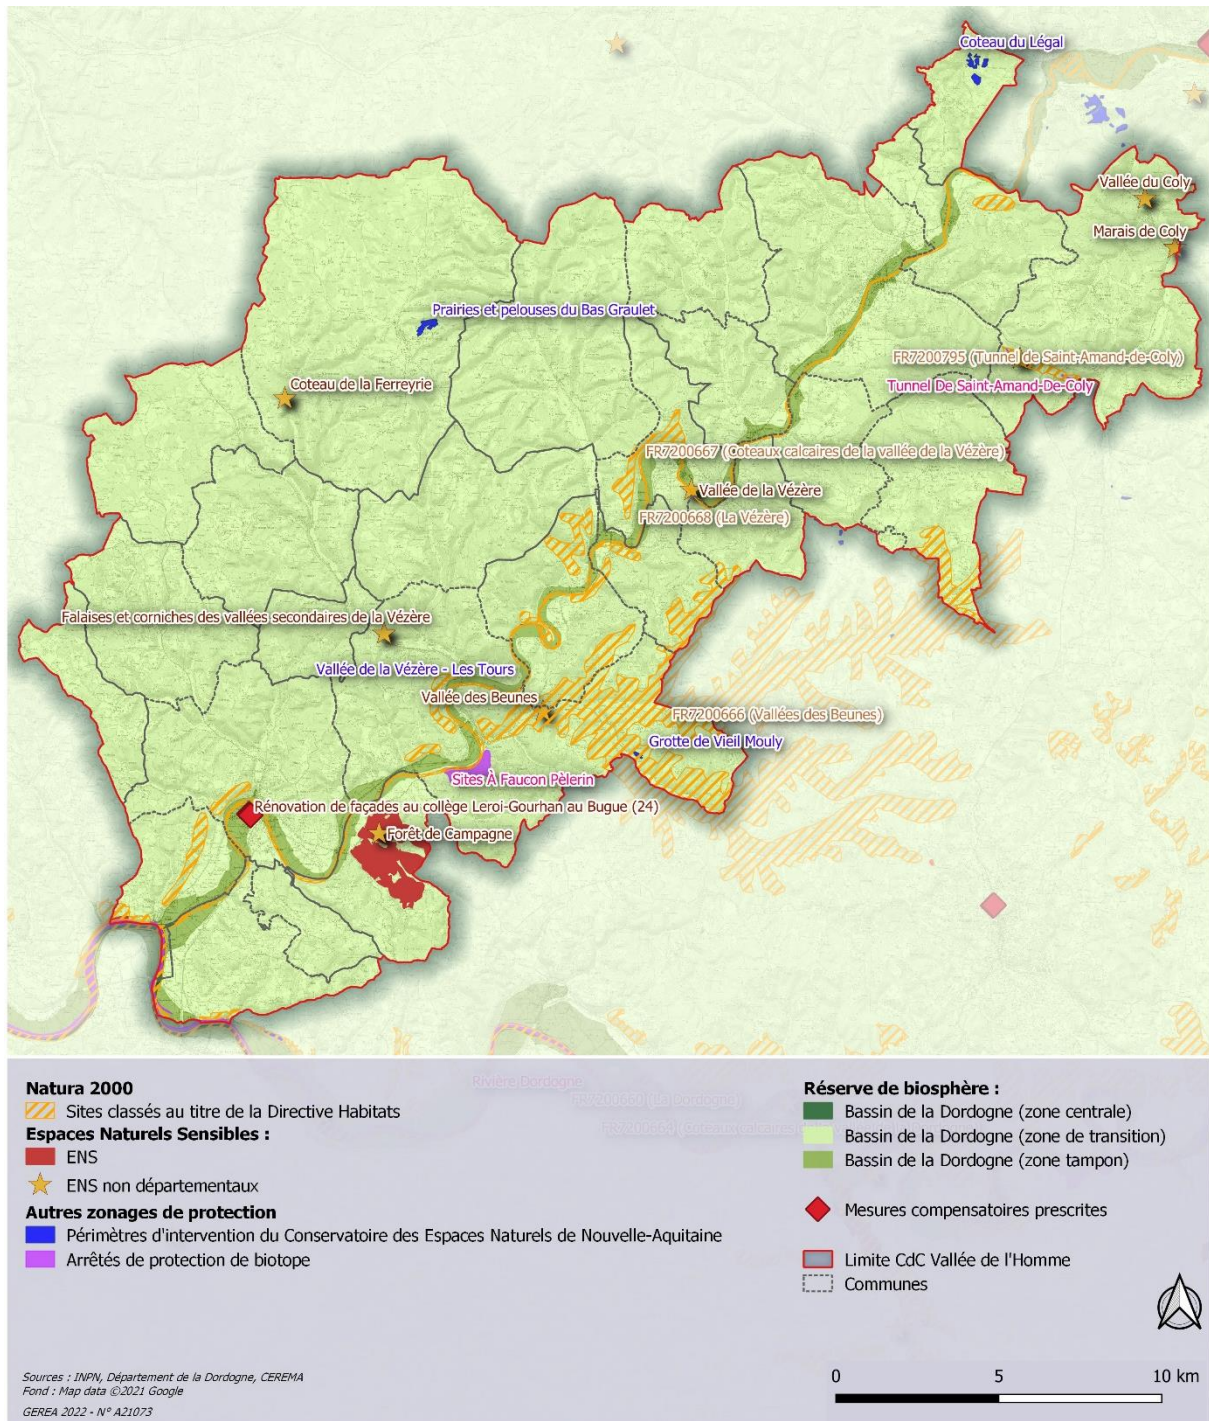 Coteau du Légal
Vallée du Coly
Marais de Coly
Prairies et pelouses du Bas Graulet
FR7200795 (Tunnel de Saint-Amand-de-Coly)
Coteau de la Ferreyrie
Tunnel De Saint-Amand-De-Coly
FR7200667 (Coteaux calcaires de la vallée de la Vézère)
Vallée de la Vézère
FR7200668 (La Vézère)
Falaises et corniches des vallées secondaires de la Vézère
Vallée de la Vézère - Les Tours
Vallée des Beunes
FR7200666 (Vallées des Beunes)
Grotte de Vieil Mouly
Sites À Faucon Pèlerin
Rénovation de façades au collège Leroi-Gourhan au Bugue (24)
Forêt de Campagne
Rivière Dordogne
FR7200660 (La Dordogne)
Natura 2000
Sites classés au titre de la Directive Habitats
Espaces Naturels Sensibles :
ENS
ENS non départementaux
Autres zonages de protection
Périmètres d'intervention du Conservatoire des Espaces Naturels de Nouvelle-Aquitaine
Arrêtés de protection de biotope
Réserve de biosphère :
Bassin de la Dordogne (zone centrale)
Bassin de la Dordogne (zone de transition)
Bassin de la Dordogne (zone tampon)
Mesures compensatoires prescrites
Limite CdC Vallée de l'Homme
Communes
Sources : INPN, Département de la Dordogne, CEREMA
Fond : Map data ©2021 Google
GEREA 2022 - N° A21073
0 5 10 km